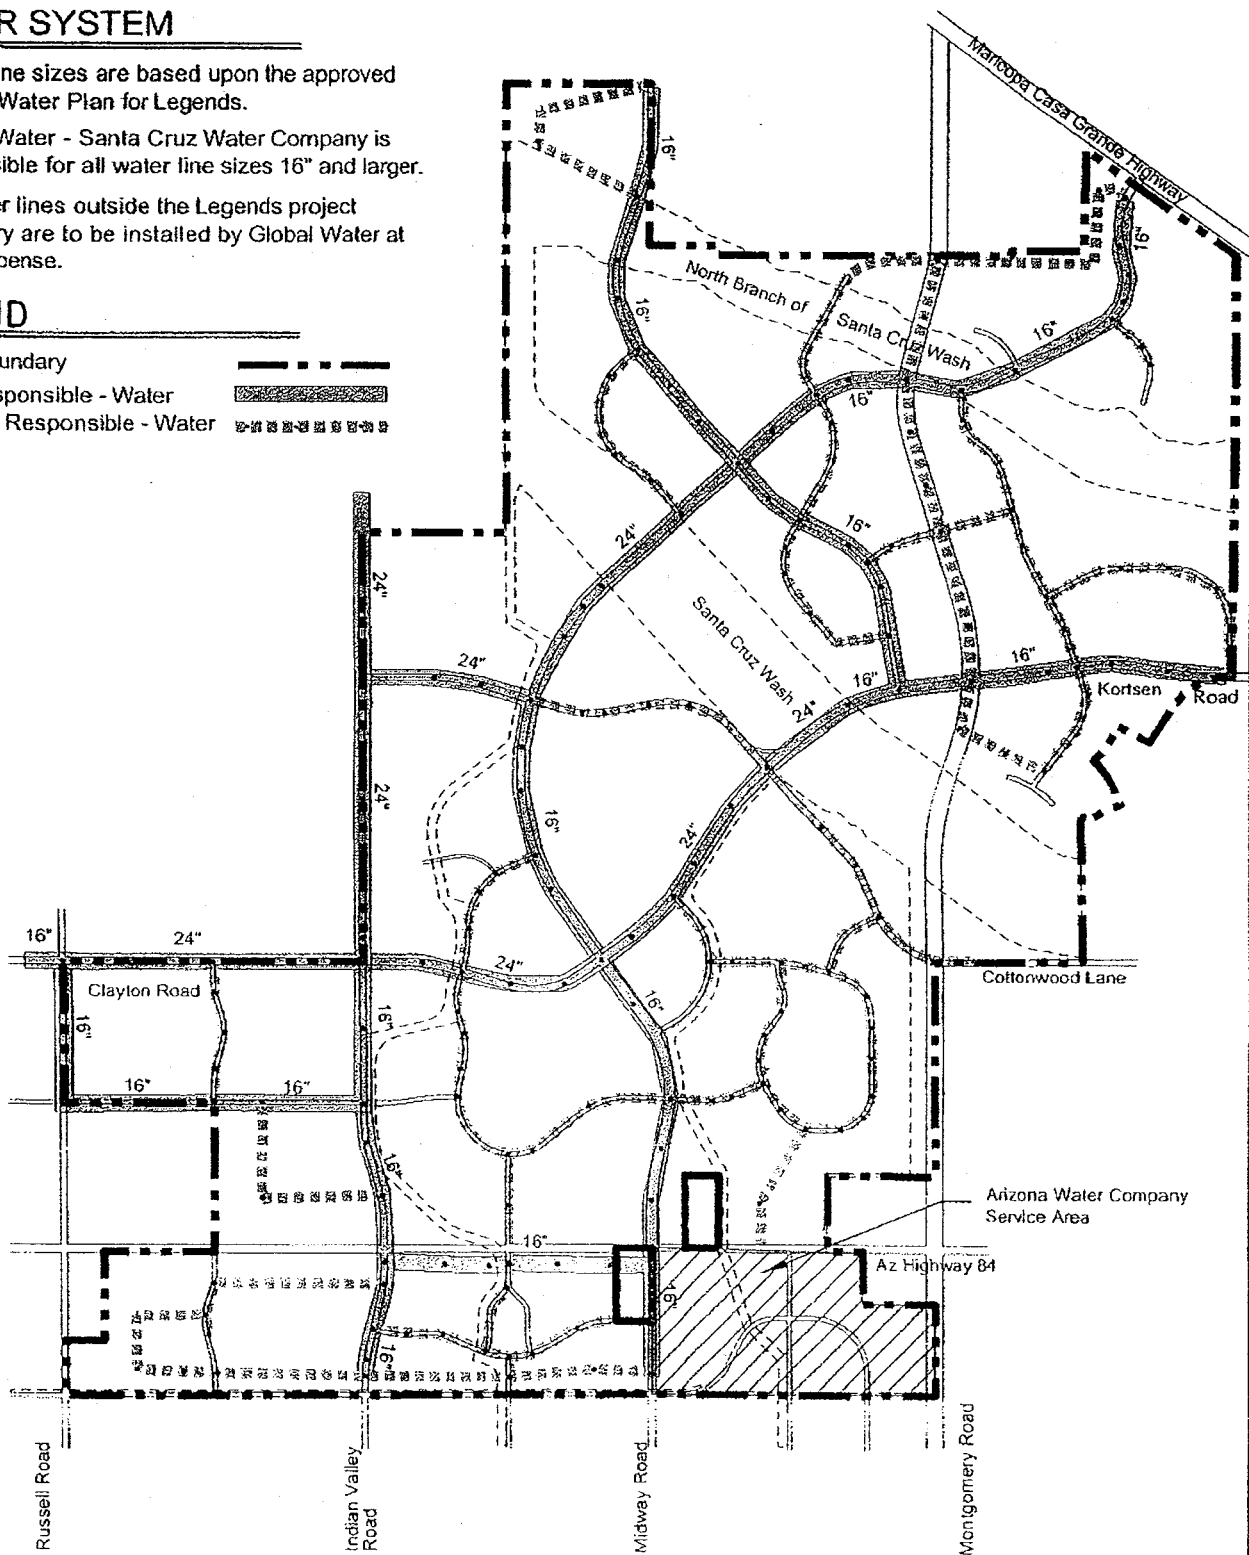 R SYSTEM
ne sizes are based upon the approved
Water Plan for Legends.
Water - Santa Cruz Water Company is
sible for all water line sizes 16" and larger.
er lines outside the Legends project
ry are to be installed by Global Water at
pense.
ND
undary
sponsible - Water
Responsible - Water
Maricopa Casa Grande Highway
16"
16"
North Branch of
Santa Cruz Wash
16"
16"
16"
24"
16"
24"
Santa Cruz Wash
24"
16"
24"
16"
Kortsen
Road
24"
16"
24"
16"
24"
24"
Clayton Road
Cottonwood Lane
16"
16"
16"
16"
16"
16"
Arizona Water Company
Service Area
16"
Az Highway 84
16"
16"
Russell Road
Indian Valley
Road
Midway Road
Montgomery Road